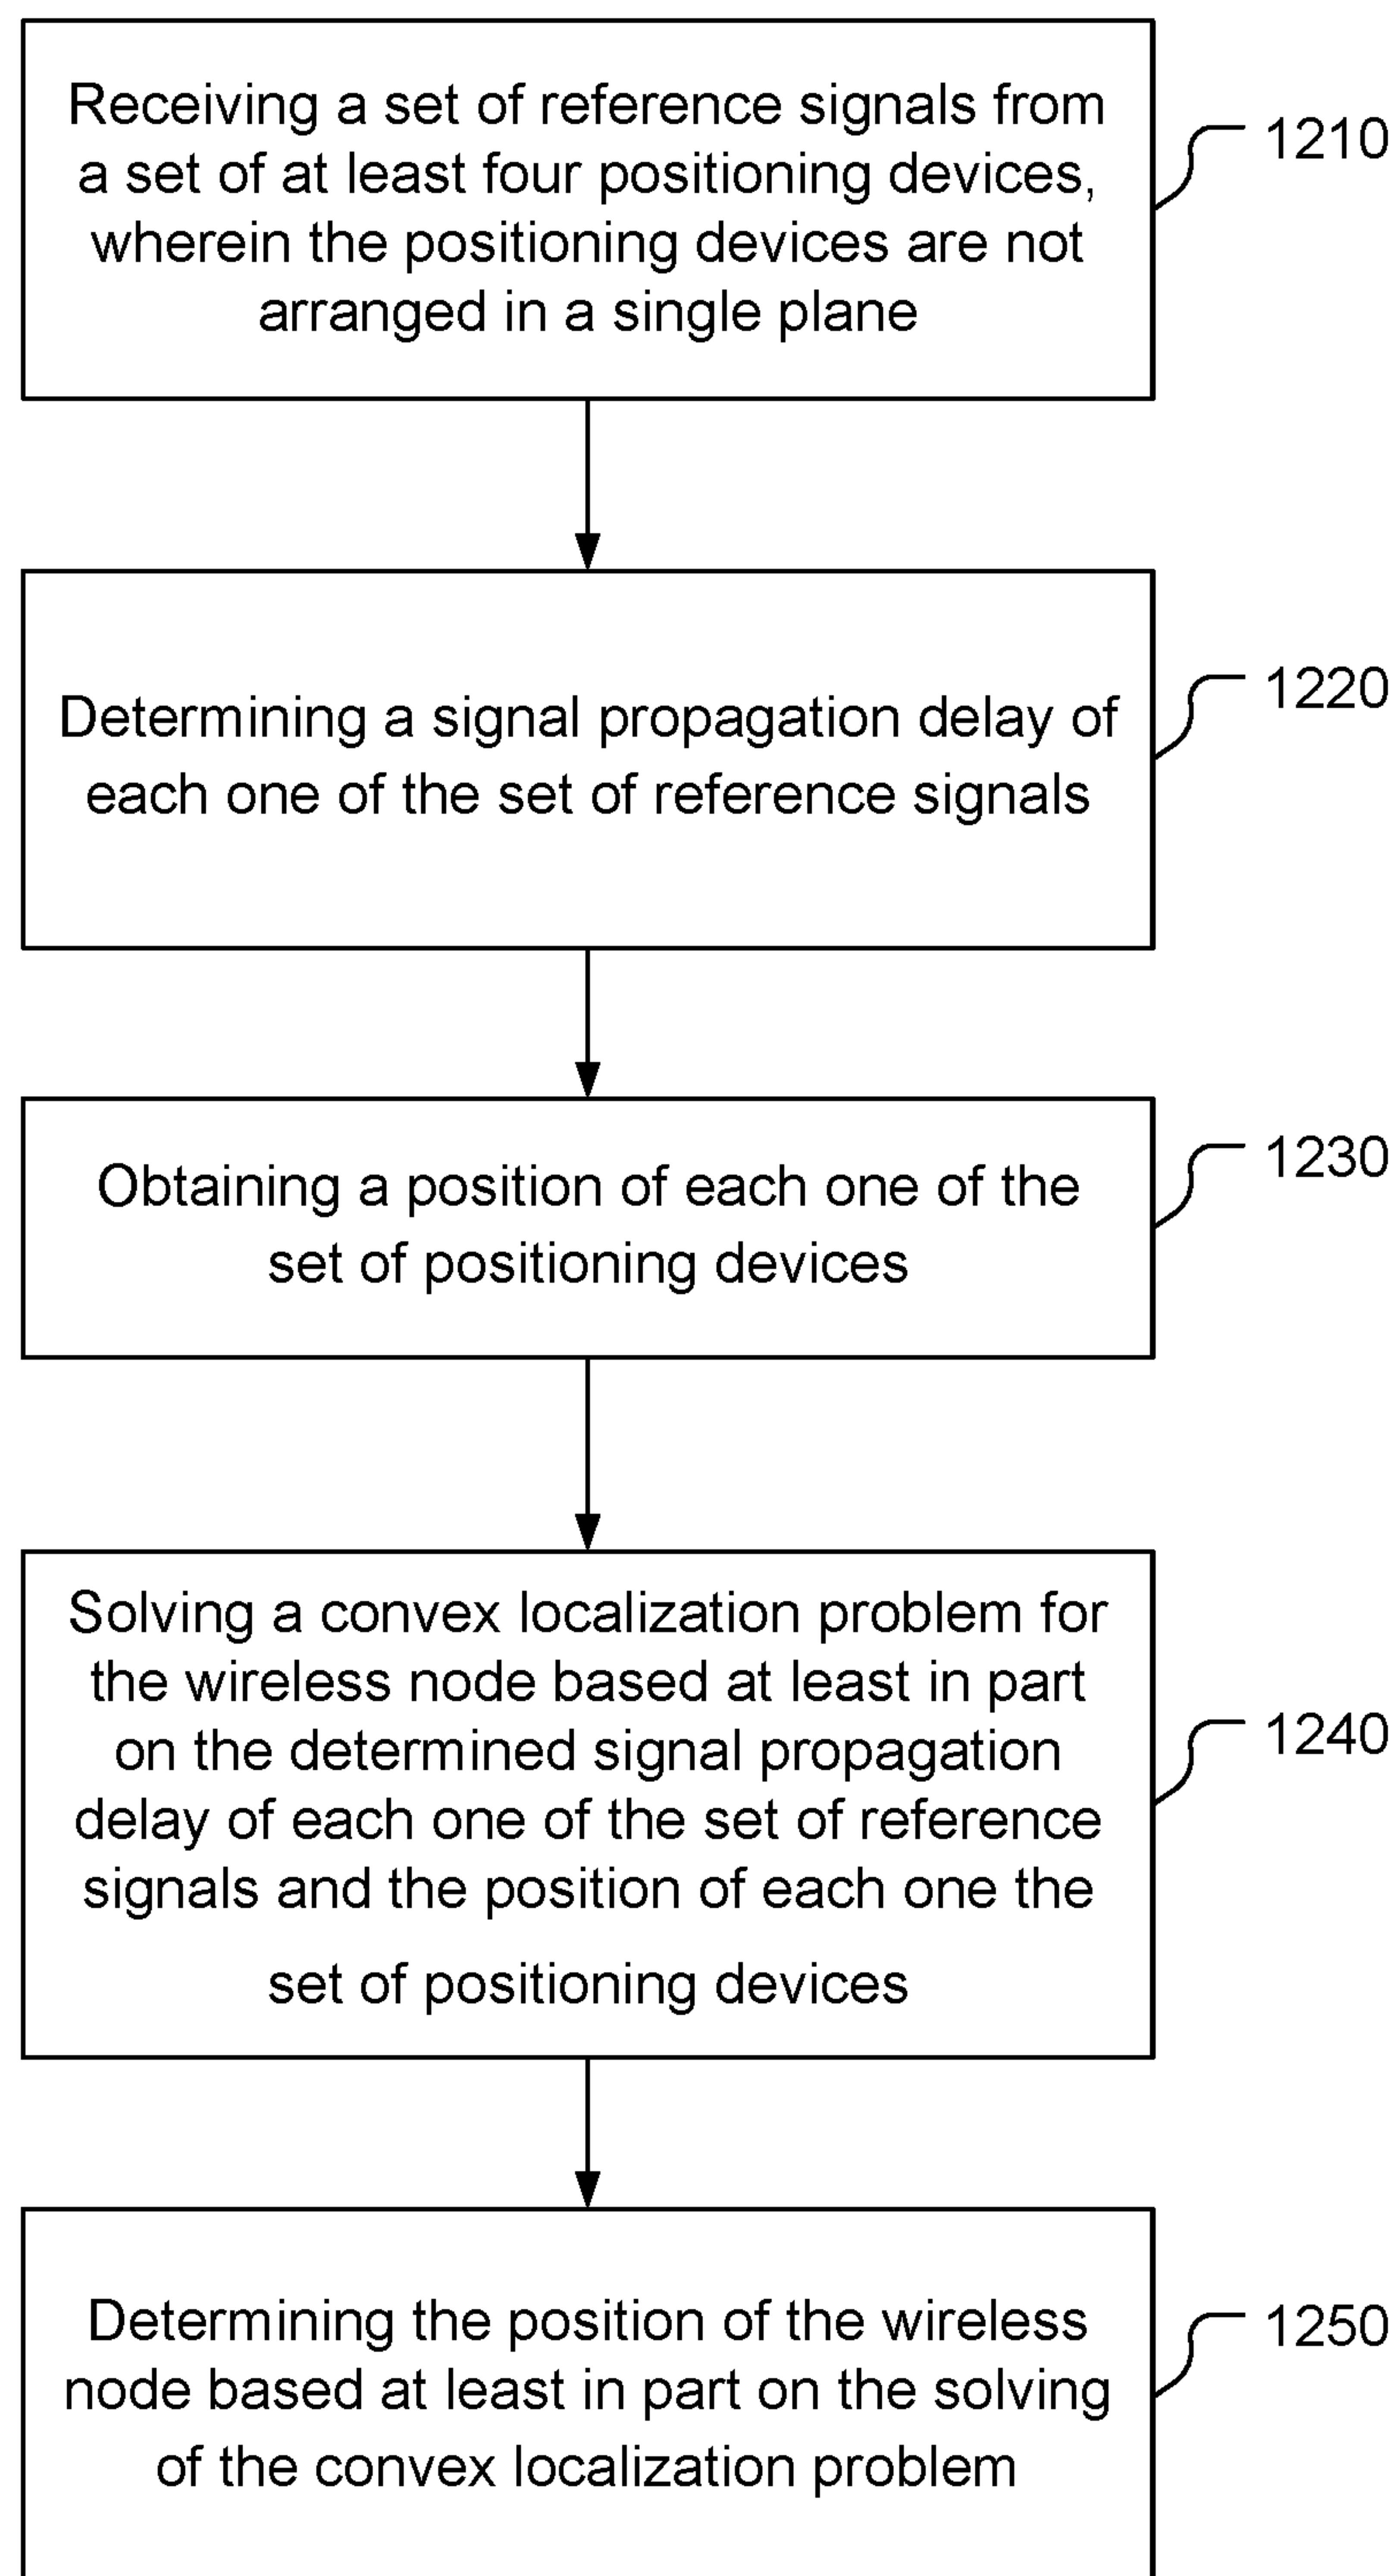 Receiving a set of reference signals from
a set of at least four positioning devices,
wherein the positioning devices are not
arranged in a single plane
1210
Determining a signal propagation delay of
each one of the set of reference signals
1220
Obtaining a position of each one of the
set of positioning devices
1230
Solving a convex localization problem for
the wireless node based at least in part
on the determined signal propagation
delay of each one of the set of reference
signals and the position of each one the
set of positioning devices
1240
Determining the position of the wireless
node based at least in part on the solving
of the convex localization problem
1250